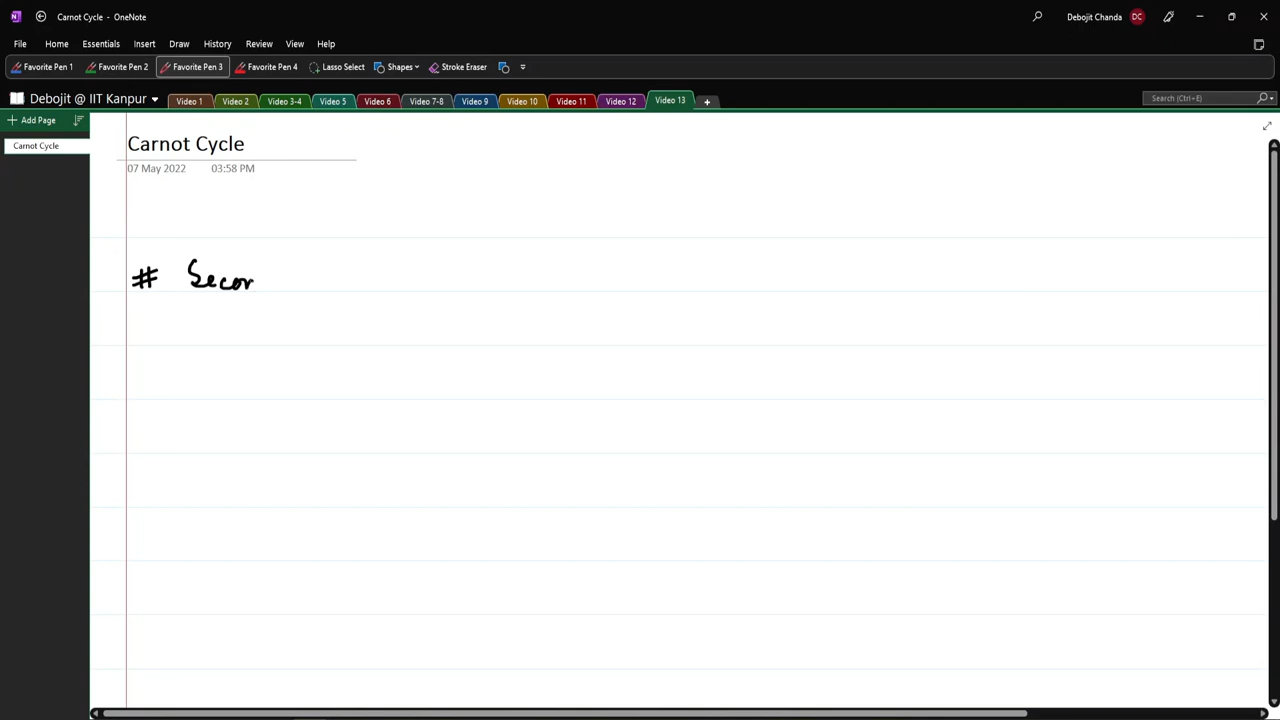 Carnot Cycle - OneNote
Debojit Chanda DC
File Home Essentials Insert Draw History Review View Help
Favorite Pen 1 Favorite Pen 2 Favorite Pen 3 Favorite Pen 4 Lasso Select Shapes Stroke Eraser
Debojit @ IIT Kanpur Video 1 Video 2 Video 3-4 Video 5 Video 6 Video 7-8 Video 9 Video 10 Video 11 Video 12 Video 13 + Search (Ctrl+E)
+ Add Page
Carnot Cycle
Carnot Cycle
07 May 2022 03:58 PM
# Secon